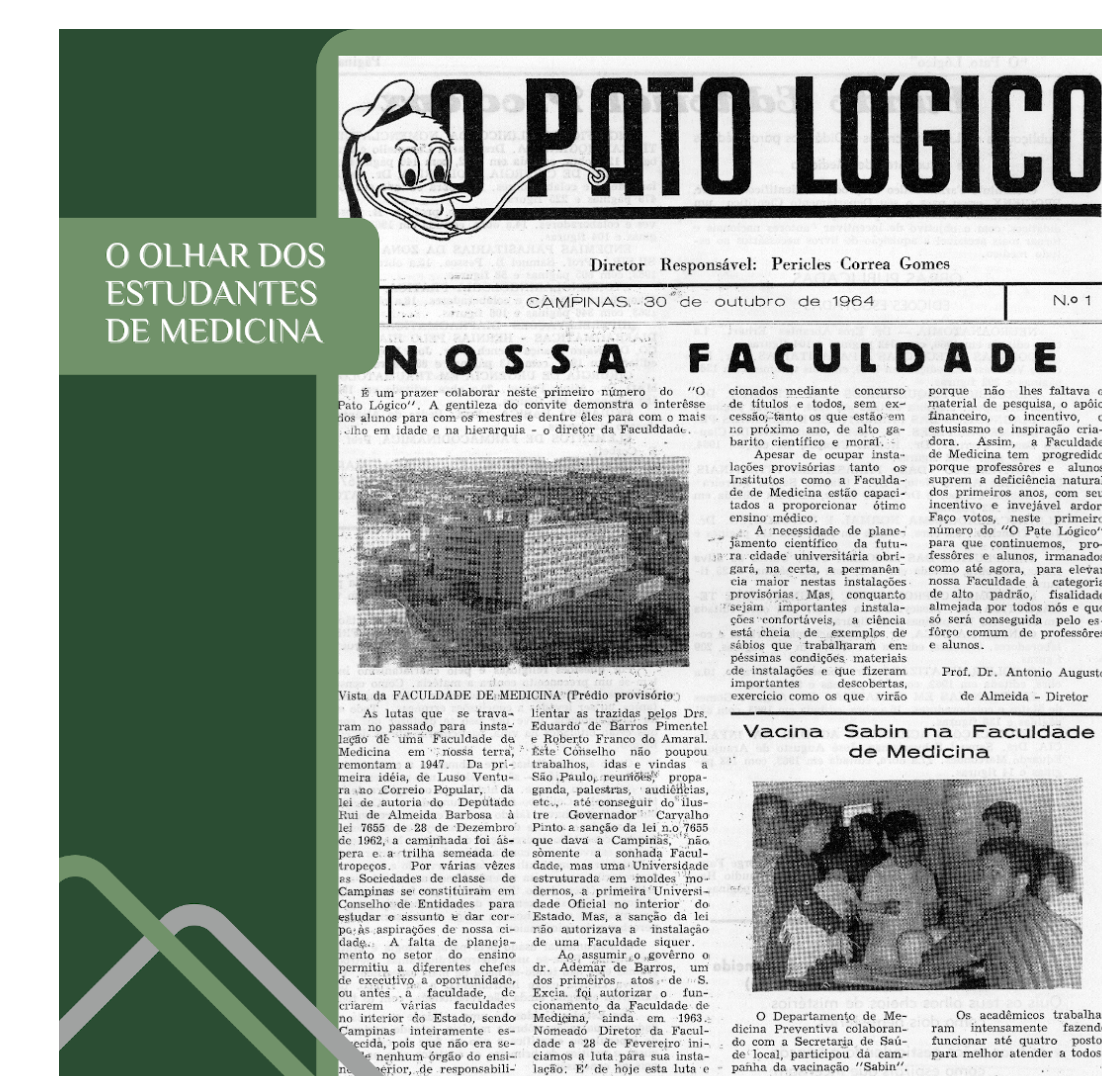 O OLHAR DOS
ESTUDANTES
DE MEDICINA
O PATO LÓGICO
Diretor Responsável: Pericles Correa Gomes
CAMPINAS, 30 de outubro de 1964
N.º 1
NOSSA FACULDADE
É um prazer colaborar neste primeiro número do "O
Pato Lógico". A gentileza do convite demonstra o interêsse
dos alunos para com os mestres e dentre êles para com o mais
lho em idade e na hierarquia - o diretor da Faculddade.
Vista da FACULDADE DE MEDICINA (Prédio provisório)
As lutas que se trava-
ram no passado para insta-
lação de uma Faculdade de
Medicina em nossa terra,
remontam a 1947. Da pri-
meira idéia, de Luso Ventu-
ra no Correio Popular, da
lei de autoria do Deputado
Rui de Almeida Barbosa à
lei 7655 de 28 de Dezembro
de 1962, a caminhada foi ás-
pera e a trilha semeada de
tropeços. Por várias vêzes
as Sociedades de classe de
Campinas se constituiram em
Conselho de Entidades para
estudar o assunto e dar cor-
po às aspirações de nossa ci-
dade. A falta de planeja-
mento no setor do ensino
permitiu a diferentes chefes
de executivo a oportunidade,
ou antes a faculdade, de
criarem várias faculdades
no interior do Estado, sendo
Campinas inteiramente es-
ecida, pois que não era se-
nenhum órgão do ensi-
erior, de responsabili-
lientar as trazidas pelos Drs.
Eduardo de Barros Pimentel
e Roberto Franco do Amaral.
Êste Conselho não poupou
trabalhos, idas e vindas a
São Paulo, reuniões, propa-
ganda, palestras, audiências,
etc., até conseguir do ilus-
tre Governador Carvalho
Pinto a sanção da lei n.o 7655
que dava a Campinas, não
sòmente a sonhada Facul-
dade, mas uma Universidade
estruturada em moldes mo-
dernos, a primeira Universi-
dade Oficial no interior do
Estado. Mas, a sanção da lei
não autorizava a instalação
de uma Faculdade siquer.
Ao assumir o govêrno o
dr. Ademar de Barros, um
dos primeiros atos de S.
Excia. foi autorizar o fun-
cionamento da Faculdade de
Medicina, ainda em 1963.
Nomeado Diretor da Facul-
dade a 28 de Fevereiro ini-
ciamos a luta para sua insta-
lação. E' de hoje esta luta e
cionados mediante concurso
de títulos e todos, sem ex-
cessão, tanto os que estão em
no próximo ano, de alto ga-
barito científico e moral.
Apesar de ocupar insta-
lações provisórias tanto os
Institutos como a Faculda-
de de Medicina estão capaci-
tados a proporcionar ótimo
ensino médico.
A necessidade de plane-
jamento científico da futu-
ra cidade universitária obri-
gará, na certa, a permanên
cia maior nestas instalações
provisórias. Mas, conquanto
sejam importantes instala-
ções confortáveis, a ciência
está cheia de exemplos de
sábios que trabalharam em
péssimas condições materiais
de instalações e que fizeram
importantes descobertas,
exercício como os que virão
porque não lhes faltava o
material de pesquisa, o apôio
financeiro, o incentivo, o
estusiasmo e inspiração cria-
dora. Assim, a Faculdade
de Medicina tem progredido
porque professôres e alunos
suprem a deficiência natural
dos primeiros anos, com seu
incentivo e invejável ardor.
Faço votos, neste primeiro
número do "O Pate Lógico"
para que continuemos, pro-
fessôres e alunos, irmanados
como até agora, para elevar
nossa Faculdade à categoria
de alto padrão, fisalidade
almejada por todos nós e que
só será conseguida pelo es-
fôrço comum de professôres
e alunos.
Prof. Dr. Antonio Augusto
de Almeida - Diretor
Vacina Sabin na Faculdade
de Medicina
O Departamento de Me-
dicina Preventiva colaboran-
do com a Secretaria de Saú-
de local, participou da cam-
panha da vacinação "Sabin".
Os acadêmicos trabalha
ram intensamente fazendo
funcionar até quatro postos
para melhor atender a todos